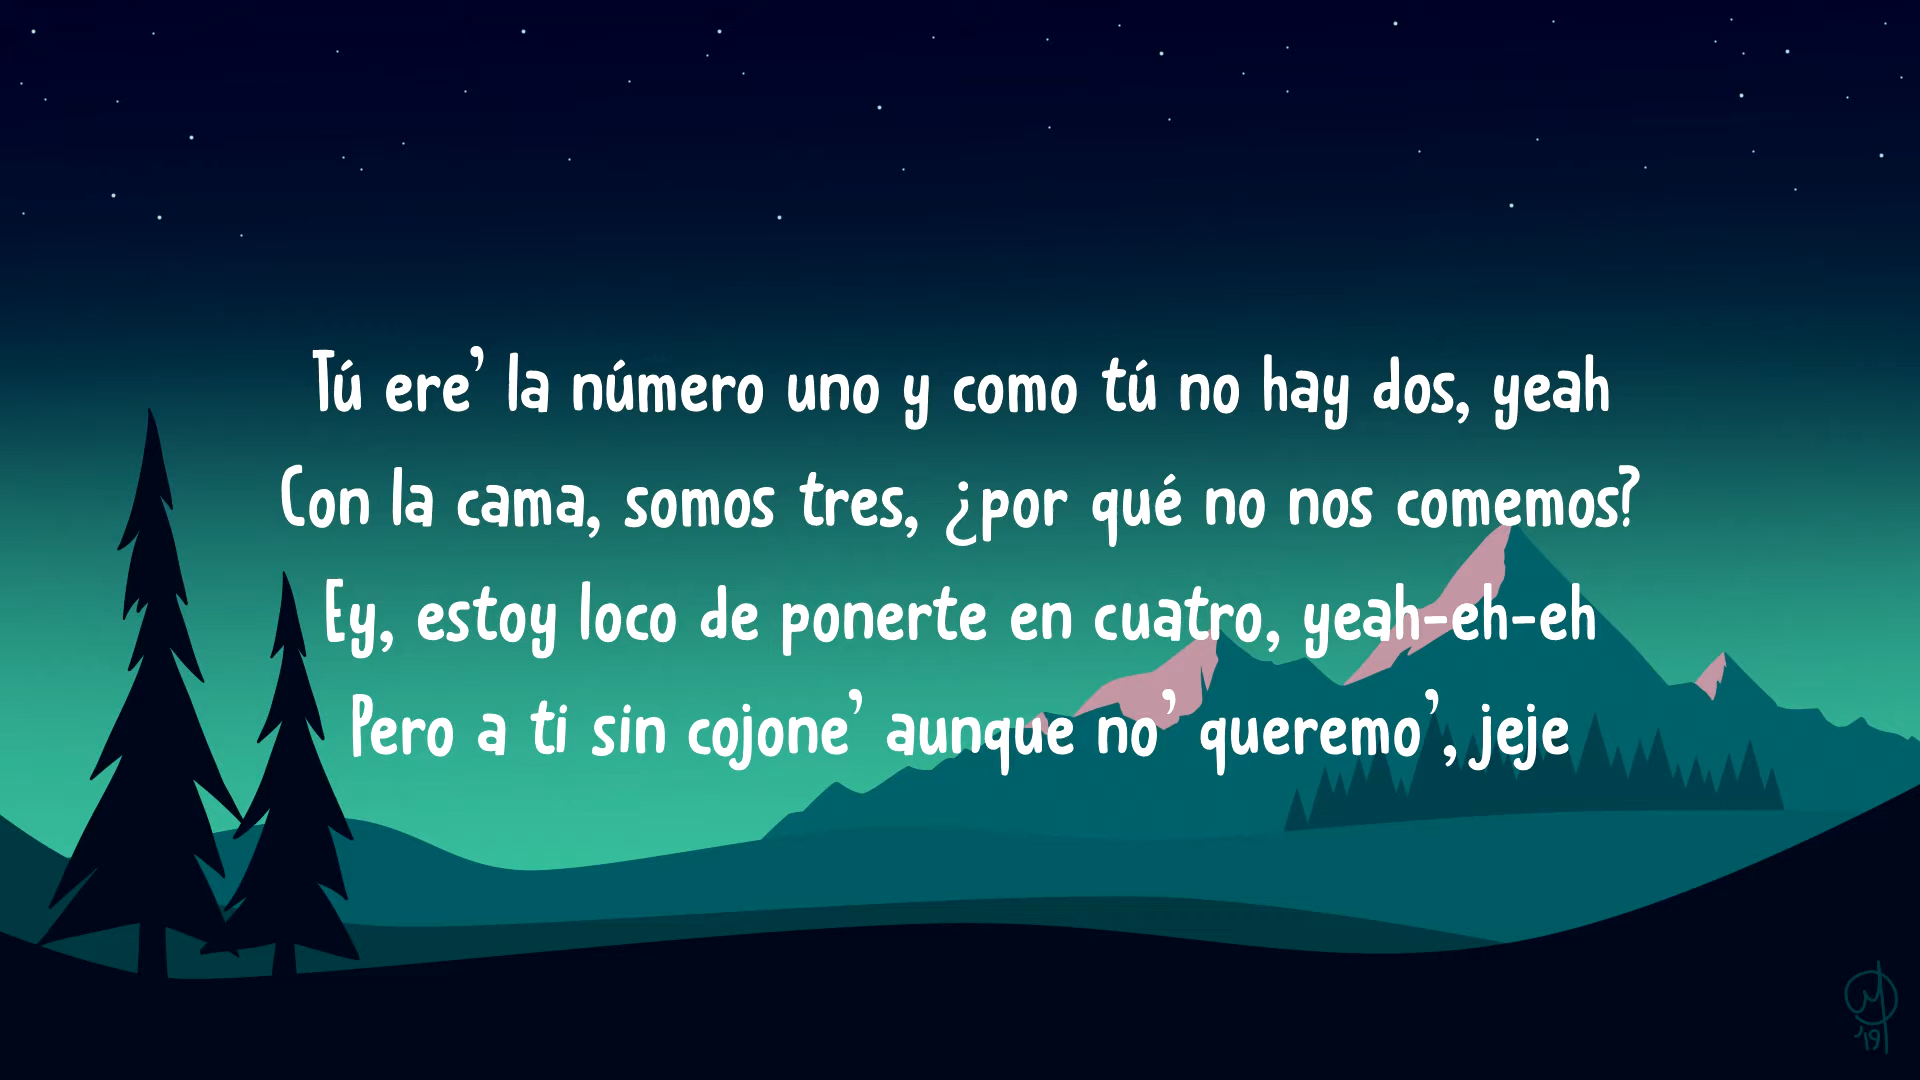 Tú ere’ la número uno y como tú no hay dos, yeah
Con la cama, somos tres, ¿por qué no nos comemos?
Ey, estoy loco de ponerte en cuatro, yeah-eh-eh
Pero a ti sin cojone’ aunque no’ queremo’, jeje
'19